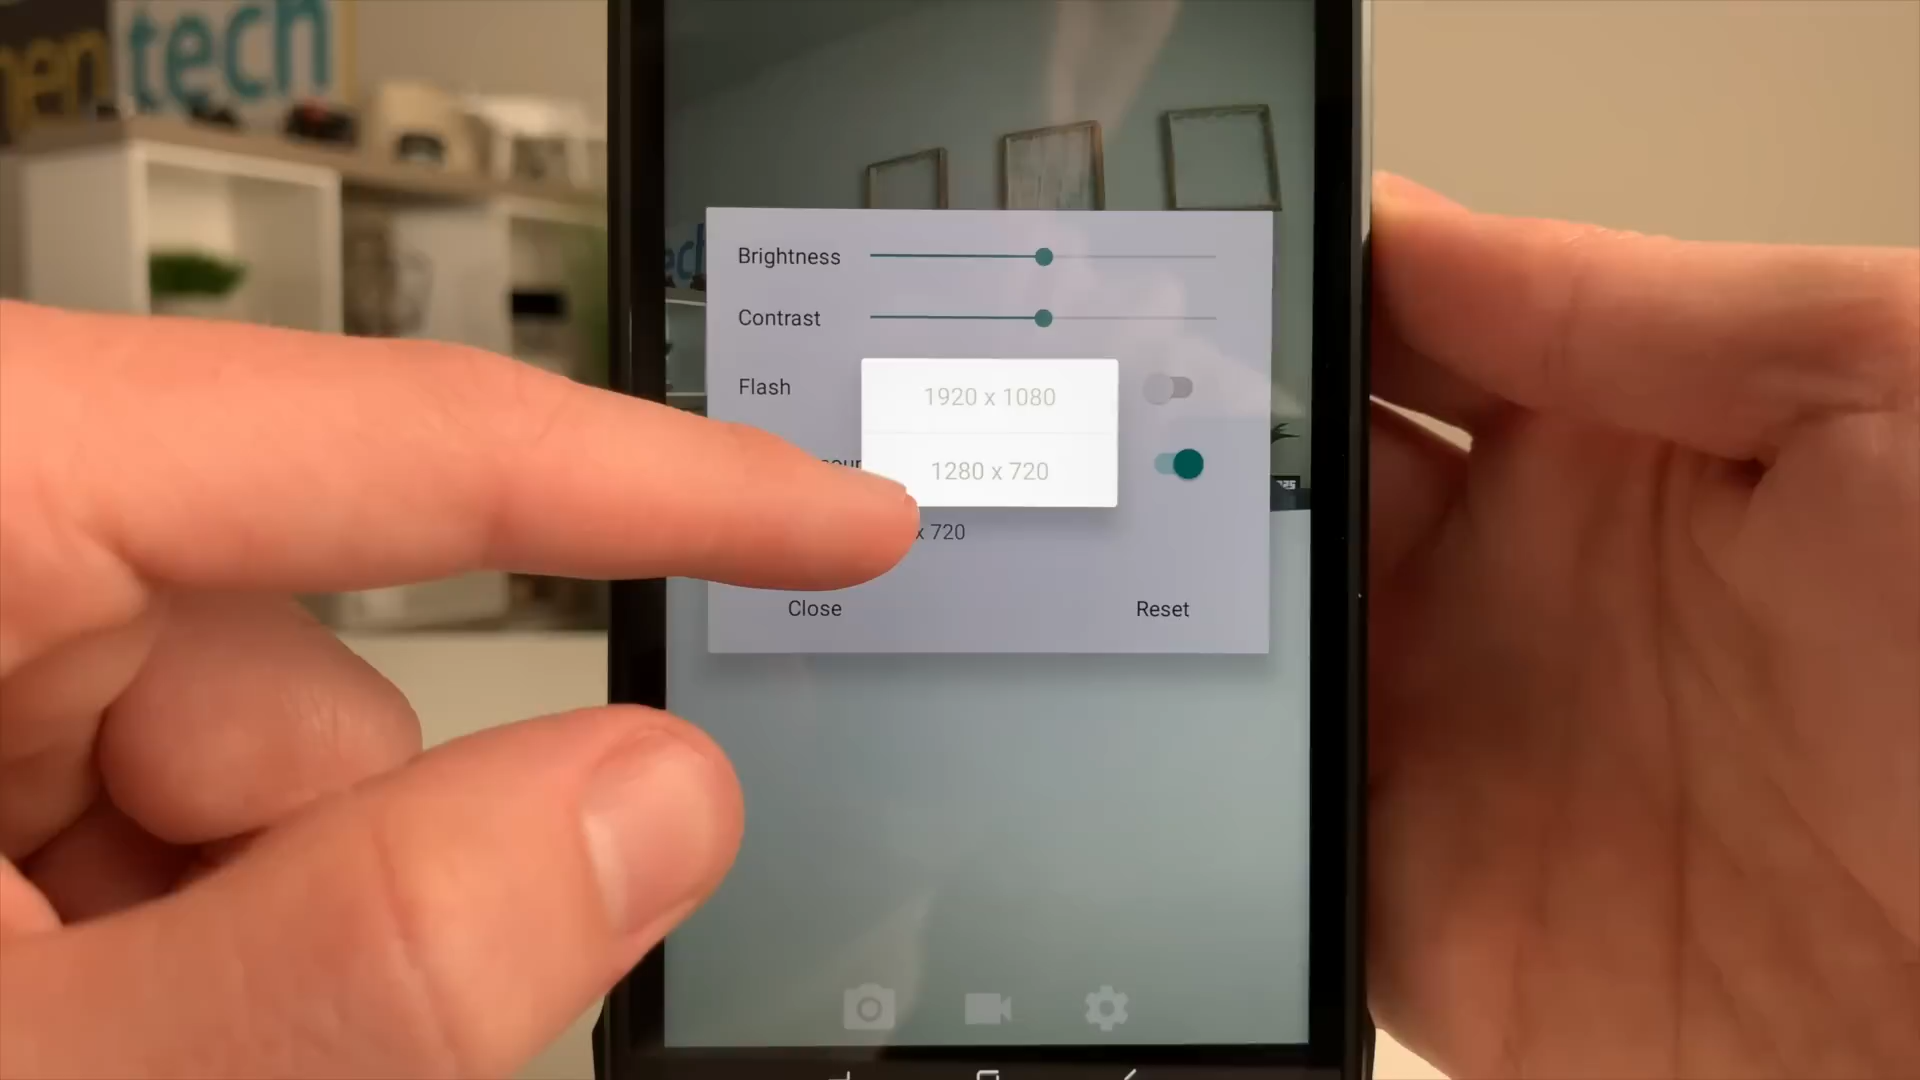 tech
Brightness
Contrast
Flash
1920 x 1080
1280 x 720
x 720
Close
Reset